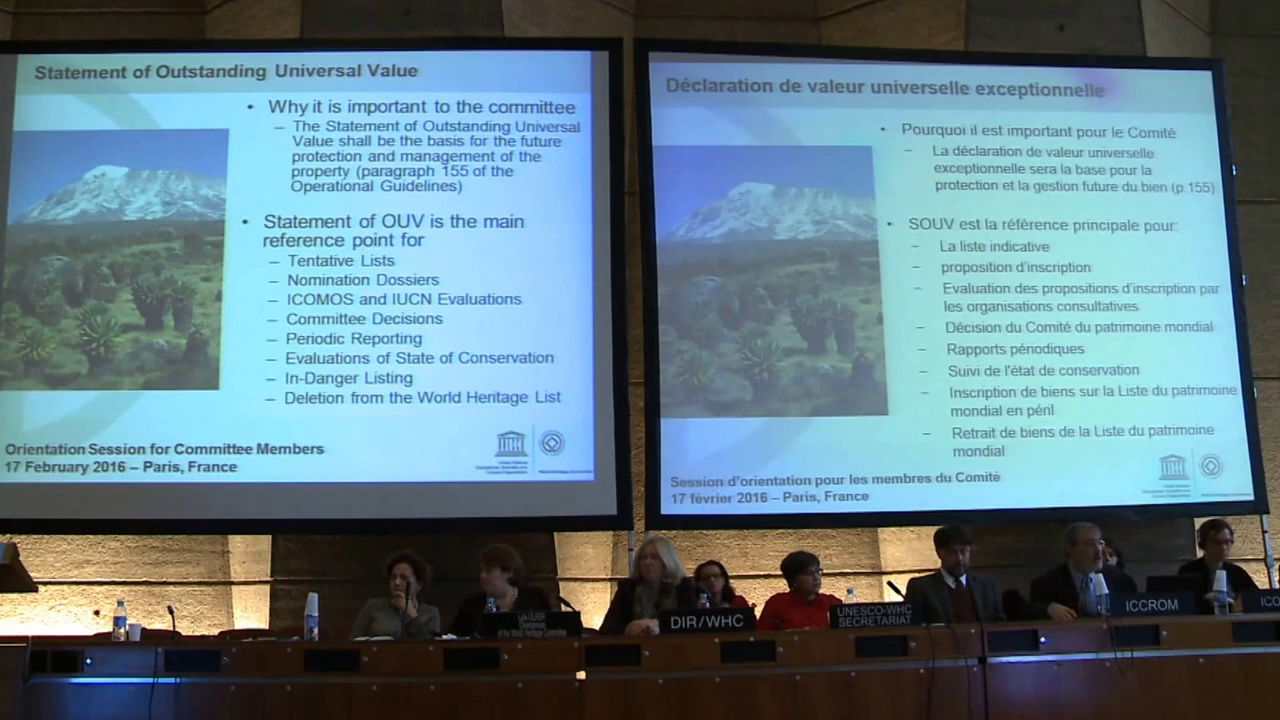 Statement of Outstanding Universal Value
• Why it is important to the committee
– The Statement of Outstanding Universal
Value shall be the basis for the future
protection and management of the
property (paragraph 155 of the
Operational Guidelines)
• Statement of OUV is the main
reference point for
– Tentative Lists
– Nomination Dossiers
– ICOMOS and IUCN Evaluations
– Committee Decisions
– Periodic Reporting
– Evaluations of State of Conservation
– In-Danger Listing
– Deletion from the World Heritage List
Orientation Session for Committee Members
17 February 2016 – Paris, France
Déclaration de valeur universelle exceptionnelle
• Pourquoi il est important pour le Comité
– La déclaration de valeur universelle
exceptionnelle sera la base pour la
protection et la gestion future du bien (p.155)
• SOUV est la référence principale pour:
– La liste indicative
– proposition d'inscription
– Evaluation des propositions d'inscription par
les organisations consultatives
– Décision du Comité du patrimoine mondial
– Rapports périodiques
– Suivi de l'état de conservation
– Inscription de biens sur la Liste du patrimoine
mondial en péril
– Retrait de biens de la Liste du patrimoine
mondial
Session d'orientation pour les membres du Comité
17 février 2016 – Paris, France
of the World Heritage Committee
DIR/WHC
UNESCO-WHC
SECRETARIAT
ICCROM
ICO